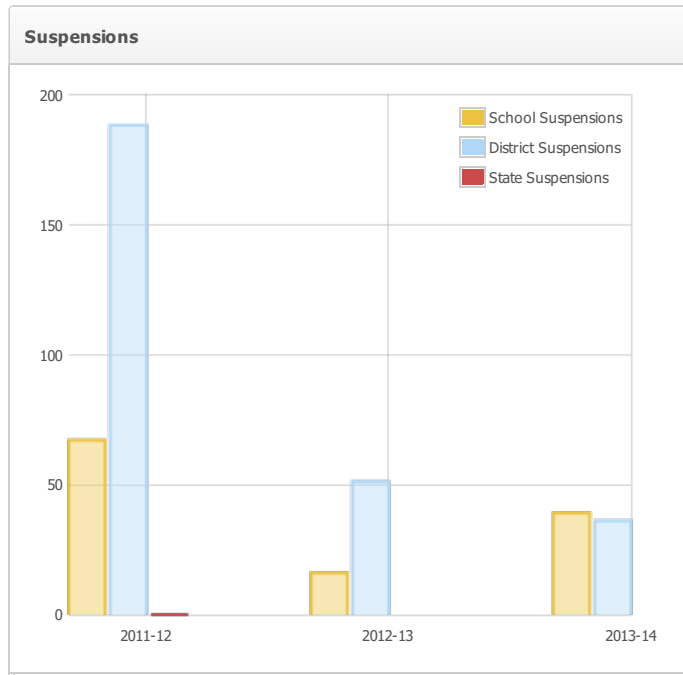 Suspensions
200
School Suspensions
District Suspensions
State Suspensions
150
100
50
0
2011-12 2012-13 2013-14